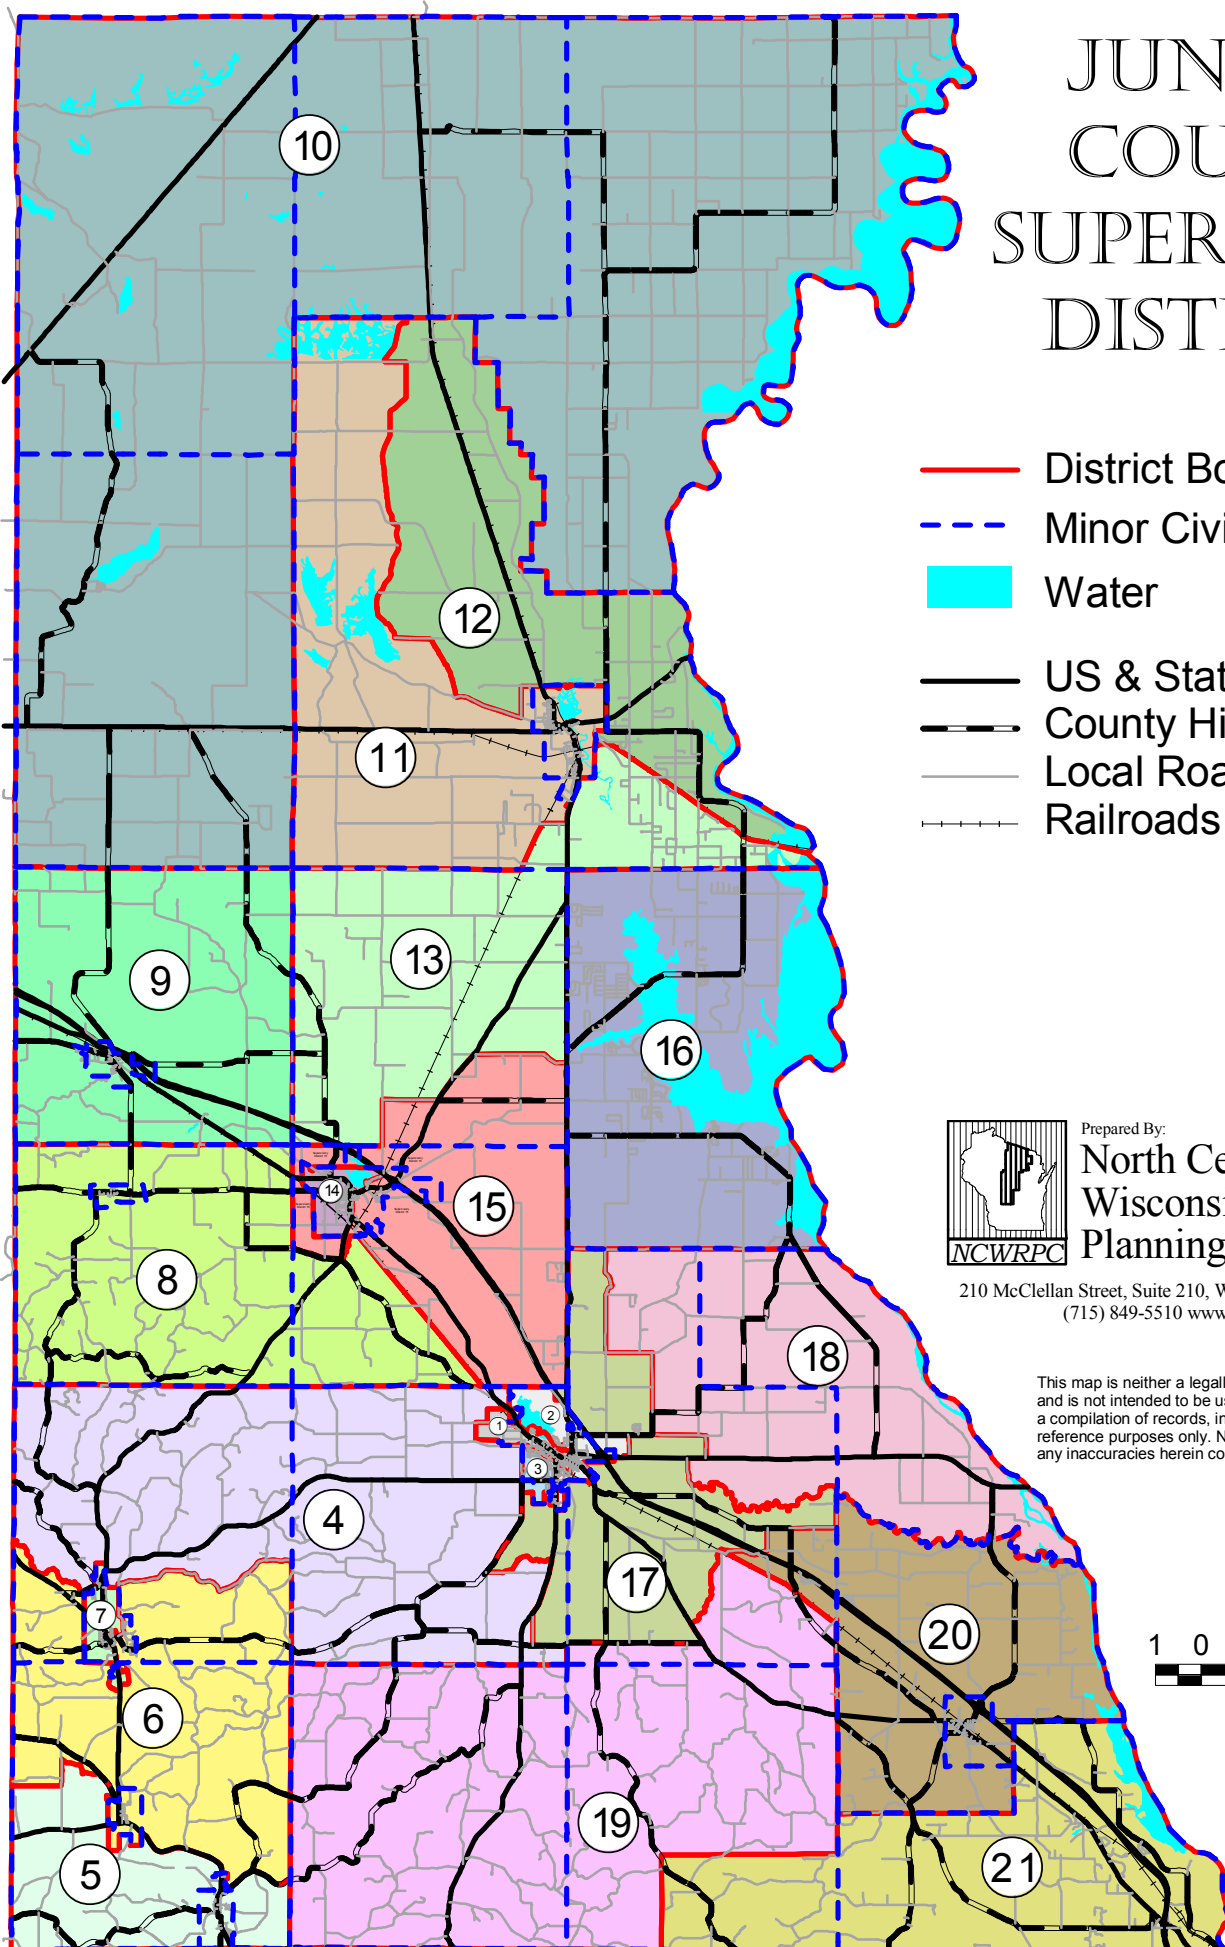 JUN
COU
SUPER
DIST
10
District Bo
Minor Civi
Water
12
US & Stat
County Hi
11
Local Roa
Railroads
13
9
16
Prepared By:
North Ce
Wisconsi
Planning
NCWRPC
210 McClellan Street, Suite 210, W
(715) 849-5510 www
14
15
8
18
This map is neither a legall
and is not intended to be us
a compilation of records, in
reference purposes only. N
any inaccuracies herein co
1
2
3
4
17
7
20
1 0
6
19
5
21